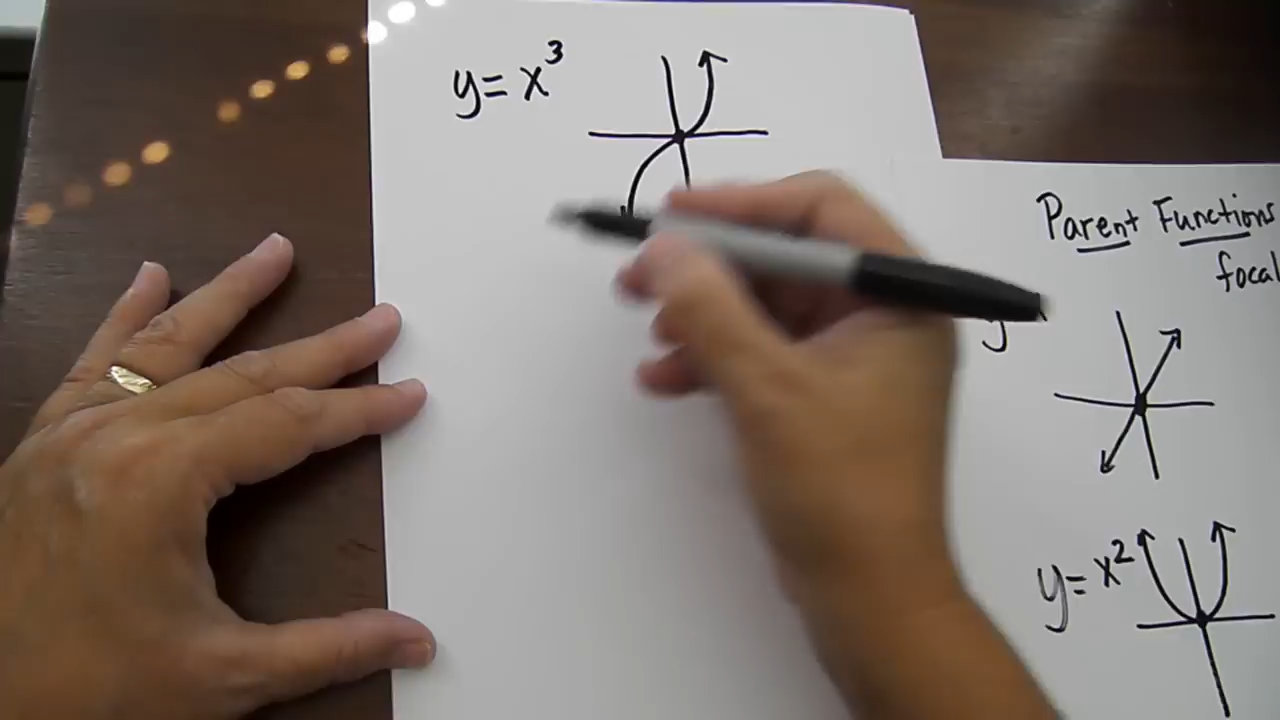 y = x³
Parent Functions
focal
y
y = x²